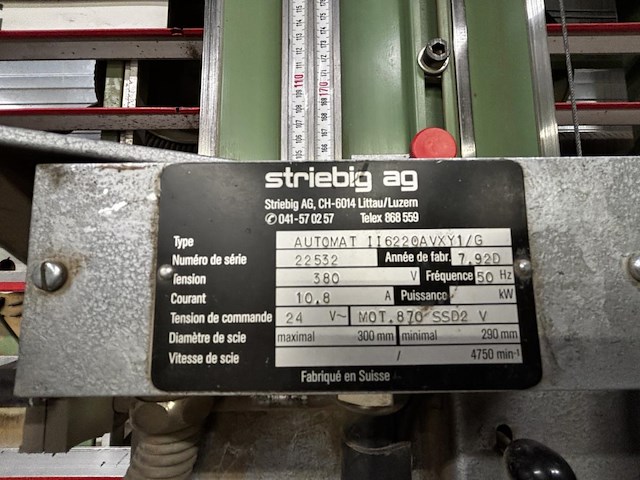 striebig ag
Striebig AG, CH-6014 Littau/Luzern
✆ 041-57 02 57 Telex 868 559
Type AUTOMAT II6220AVXY1/G
Numéro de série 22532 Année de fabr. 7.92D
Tension 380 V Fréquence 50 Hz
Courant 10,8 A Puissance kW
Tension de commande 24 V~ MOT.870 SSD2 V
Diamètre de scie maximal 300 mm minimal 290 mm
Vitesse de scie / 4750 min-¹
Fabriqué en Suisse
110
170